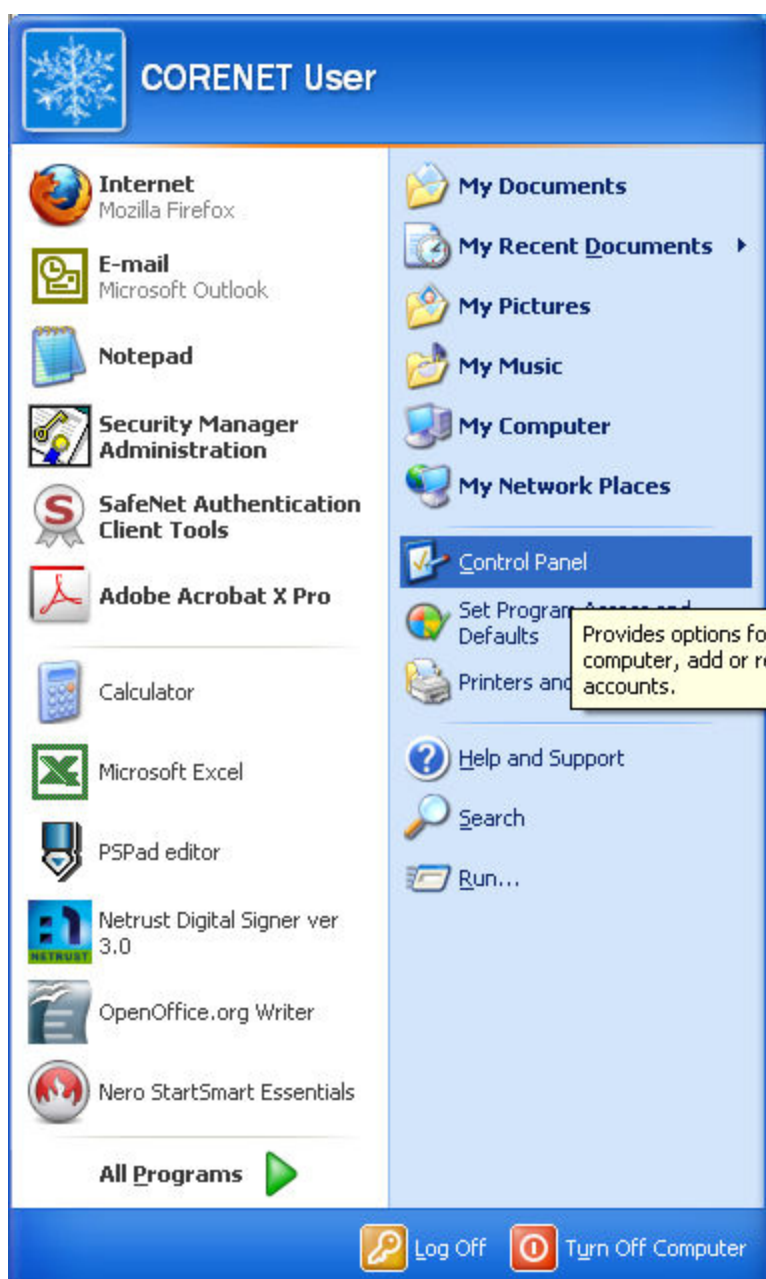 CORENET User
Internet
Mozilla Firefox
E-mail
Microsoft Outlook
Notepad
Security Manager
Administration
SafeNet Authentication
Client Tools
Adobe Acrobat X Pro
Calculator
Microsoft Excel
PSPad editor
Netrust Digital Signer ver
3.0
NETRUST
OpenOffice.org Writer
Nero StartSmart Essentials
All Programs
My Documents
My Recent Documents
My Pictures
My Music
My Computer
My Network Places
Control Panel
Set Program Access and
Defaults
Printers and
Provides options fo
computer, add or re
accounts.
Help and Support
Search
Run...
Log Off
Turn Off Computer